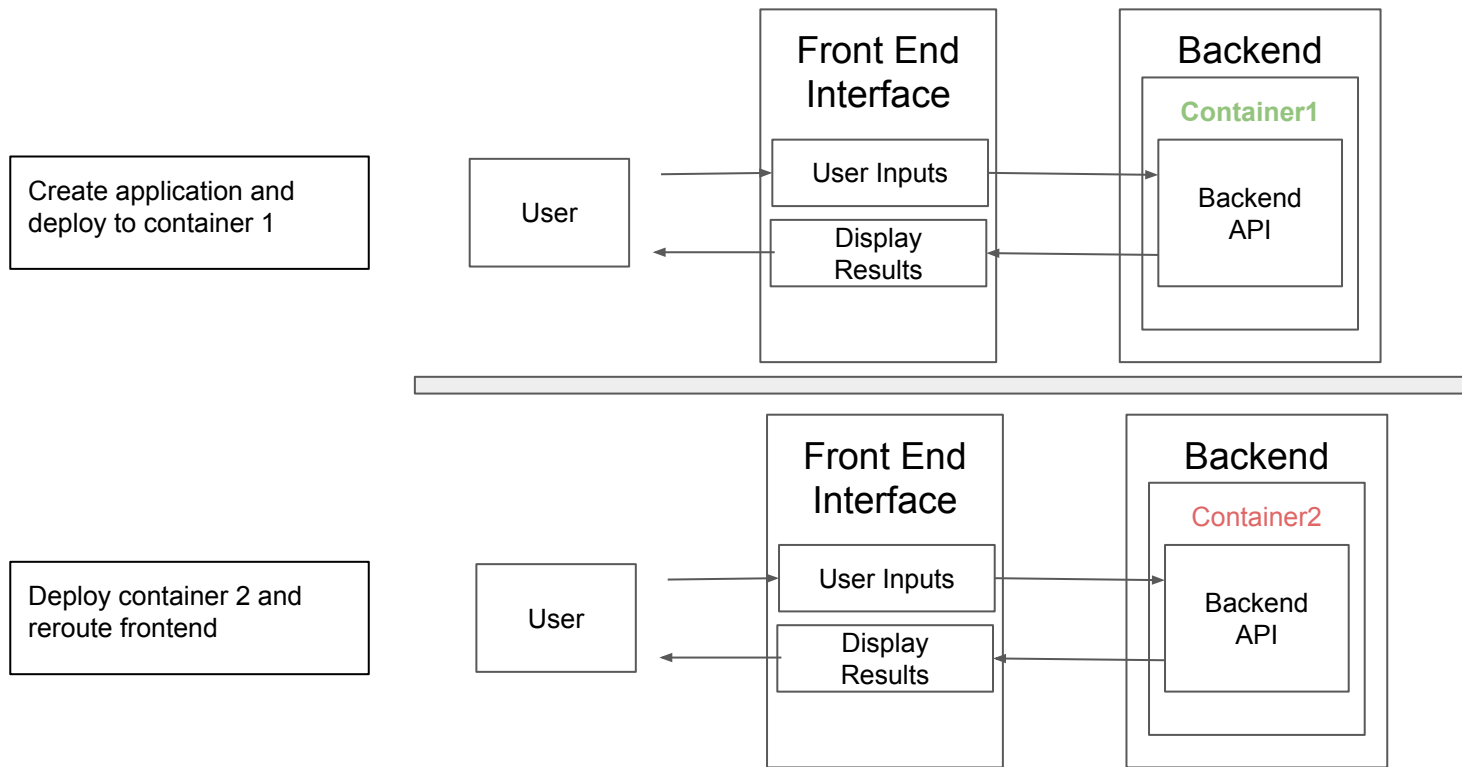 Create application and
deploy to container 1
User
Front End
Interface
User Inputs
Display
Results
Backend
Container1
Backend
API
Deploy container 2 and
reroute frontend
User
Front End
Interface
User Inputs
Display
Results
Backend
Container2
Backend
API